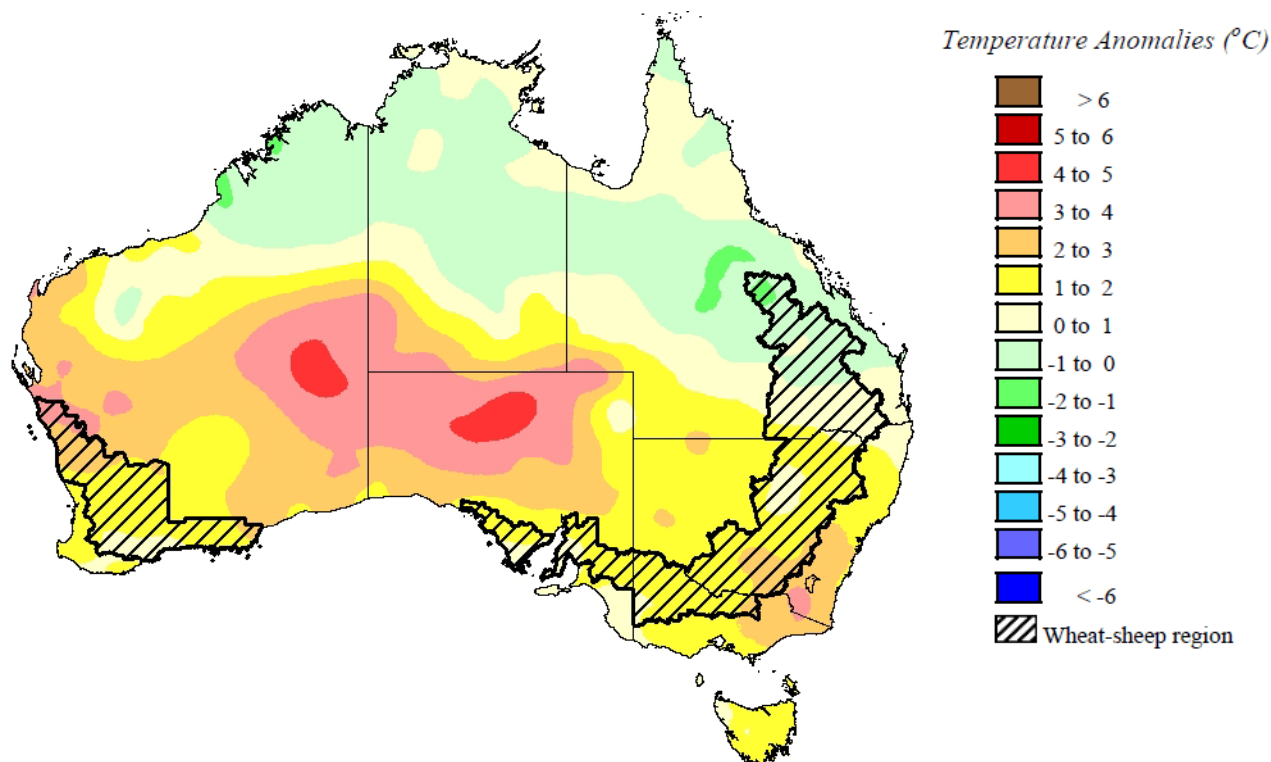 Temperature Anomalies (°C)
> 6
5 to 6
4 to 5
3 to 4
2 to 3
1 to 2
0 to 1
-1 to 0
-2 to -1
-3 to -2
-4 to -3
-5 to -4
-6 to -5
< -6
Wheat-sheep region